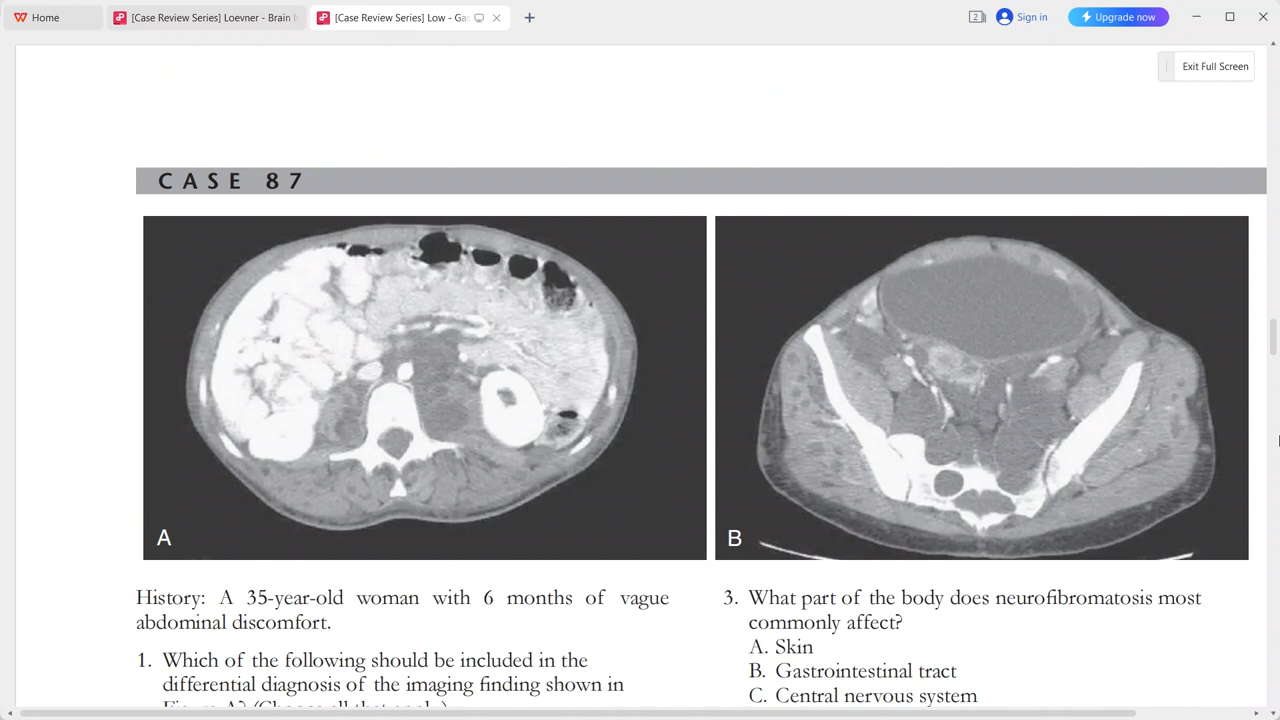 Home
[Case Review Series] Loevner - Brain I
[Case Review Series] Low - Gas
2
Sign in
Upgrade now
Exit Full Screen
CASE 87
A
B
History: A 35-year-old woman with 6 months of vague
abdominal discomfort.
1. Which of the following should be included in the
differential diagnosis of the imaging finding shown in
3. What part of the body does neurofibromatosis most
commonly affect?
A. Skin
B. Gastrointestinal tract
C. Central nervous system